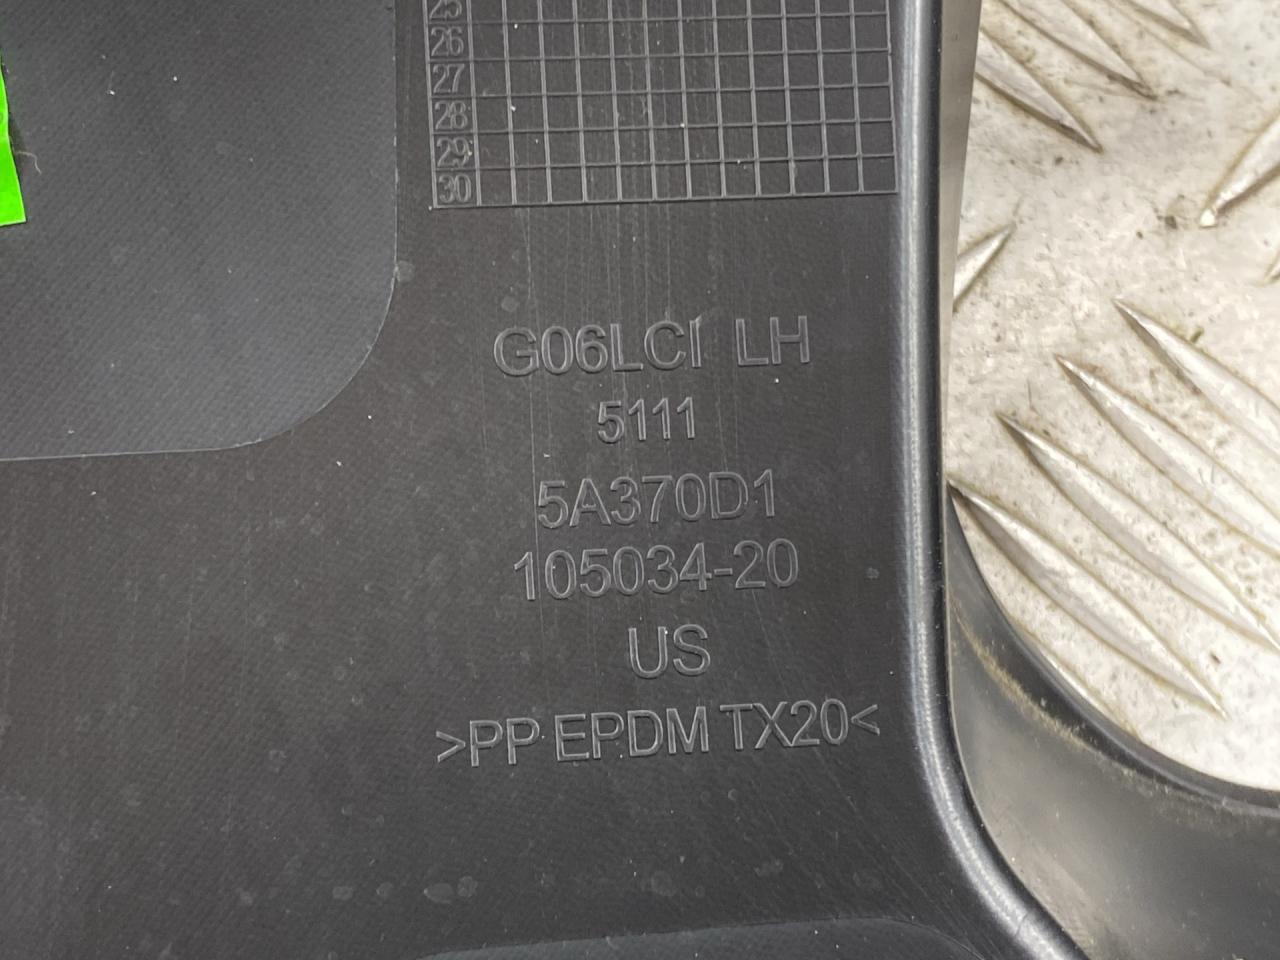 25
26
27
28
29
30
G06LCI LH
5111
5A370D1
105034-20
US
>PP EPDM TX20<